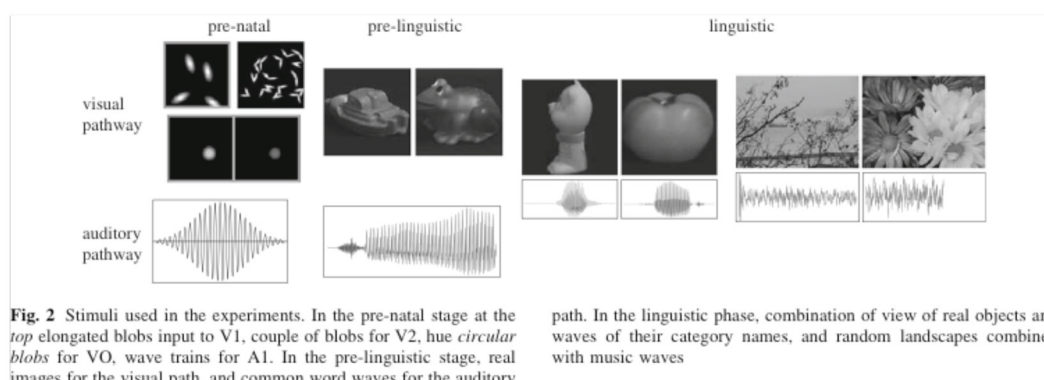 pre-natal
pre-linguistic
linguistic
visual
pathway
auditory
pathway
Fig. 2 Stimuli used in the experiments. In the pre-natal stage at the
top elongated blobs input to V1, couple of blobs for V2, hue circular
blobs for VO, wave trains for A1. In the pre-linguistic stage, real
images for the visual path, and common word waves for the auditory
path. In the linguistic phase, combination of view of real objects an
waves of their category names, and random landscapes combine
with music waves